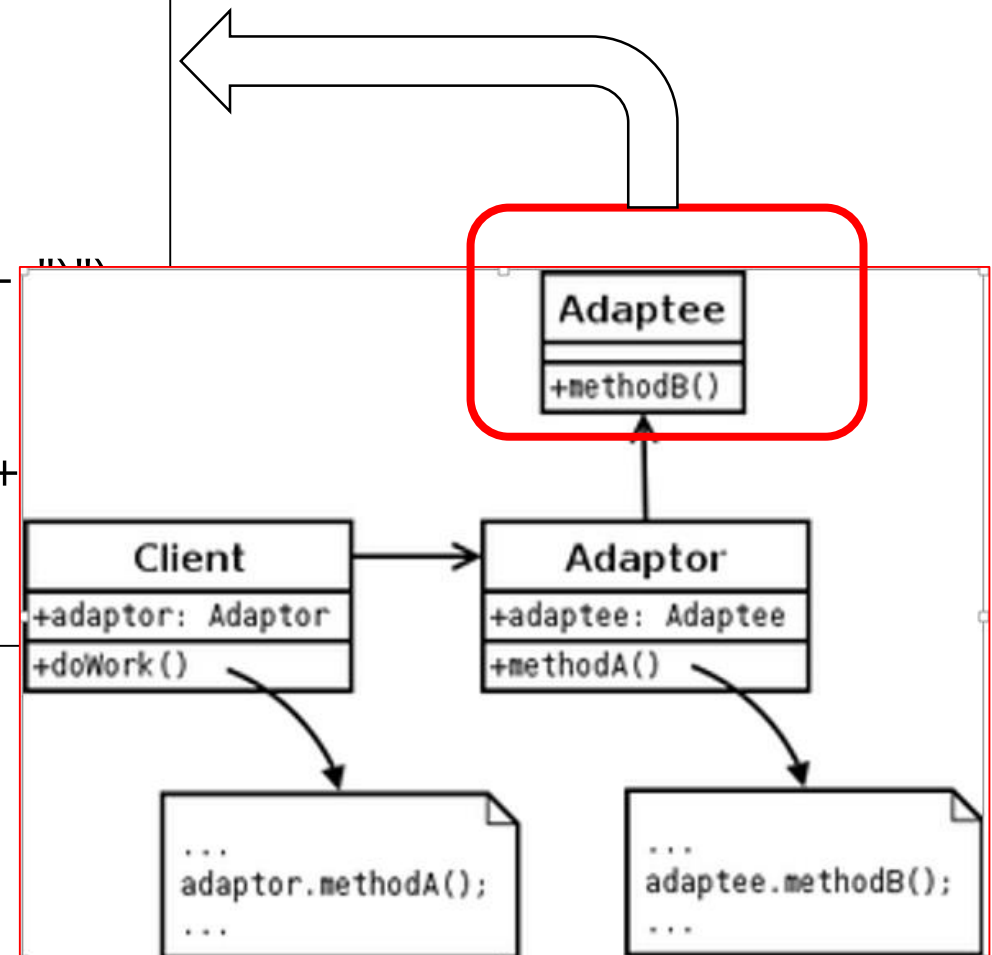 Adaptee
+methodB()
Client
+adaptor: Adaptor
+doWork()
Adaptor
+adaptee: Adaptee
+methodA()
...
adaptor.methodA();
...
...
adaptee.methodB();
...